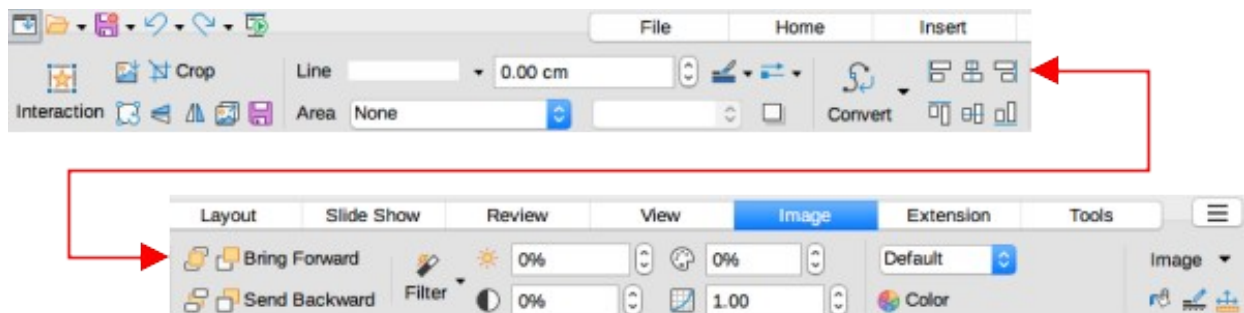 File Home Insert
Crop Line 0.00 cm
Interaction Area None Convert
Layout Slide Show Review View Image Extension Tools
Bring Forward 0% 0% Default Image
Send Backward Filter 0% 1.00 Color